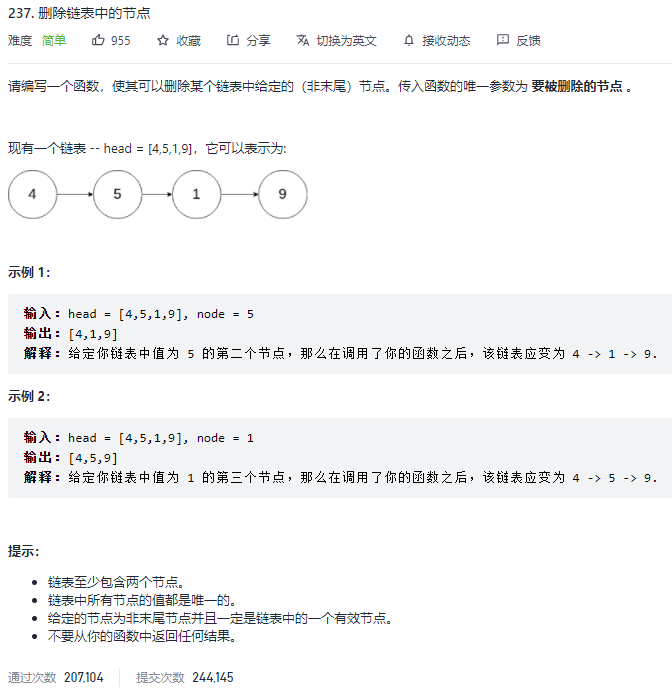 237. 删除链表中的节点
难度 简单 955 收藏 分享 切换为英文 接收动态 反馈
请编写一个函数，使其可以删除某个链表中给定的（非末尾）节点。传入函数的唯一参数为 要被删除的节点 。
现有一个链表 -- head = [4,5,1,9]，它可以表示为:
4 5 1 9
示例 1：
输入：head = [4,5,1,9], node = 5
输出：[4,1,9]
解释：给定你链表中值为 5 的第二个节点，那么在调用了你的函数之后，该链表应变为 4 -> 1 -> 9.
示例 2：
输入：head = [4,5,1,9], node = 1
输出：[4,5,9]
解释：给定你链表中值为 1 的第三个节点，那么在调用了你的函数之后，该链表应变为 4 -> 5 -> 9.
提示：
链表至少包含两个节点。
链表中所有节点的值都是唯一的。
给定的节点为非末尾节点并且一定是链表中的一个有效节点。
不要从你的函数中返回任何结果。
通过次数 207,104 提交次数 244,145